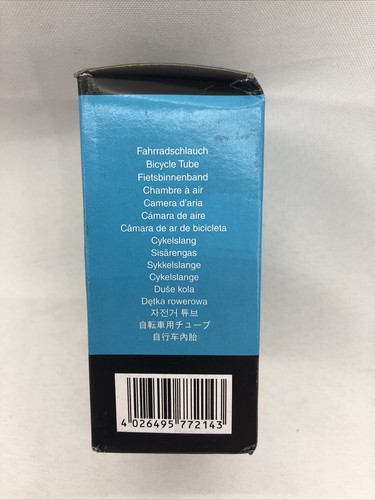 Fahrradschlauch
Bicycle Tube
Fietsbinnenband
Chambre à air
Camera d'aria
Cámara de aire
Câmara de ar de bicicleta
Cykelslang
Sisärengas
Sykkelslange
Cykelslange
Duše kola
Dętka rowerowa
자전거 튜브
自転車用チューブ
自行车內胎
4 026495 772143